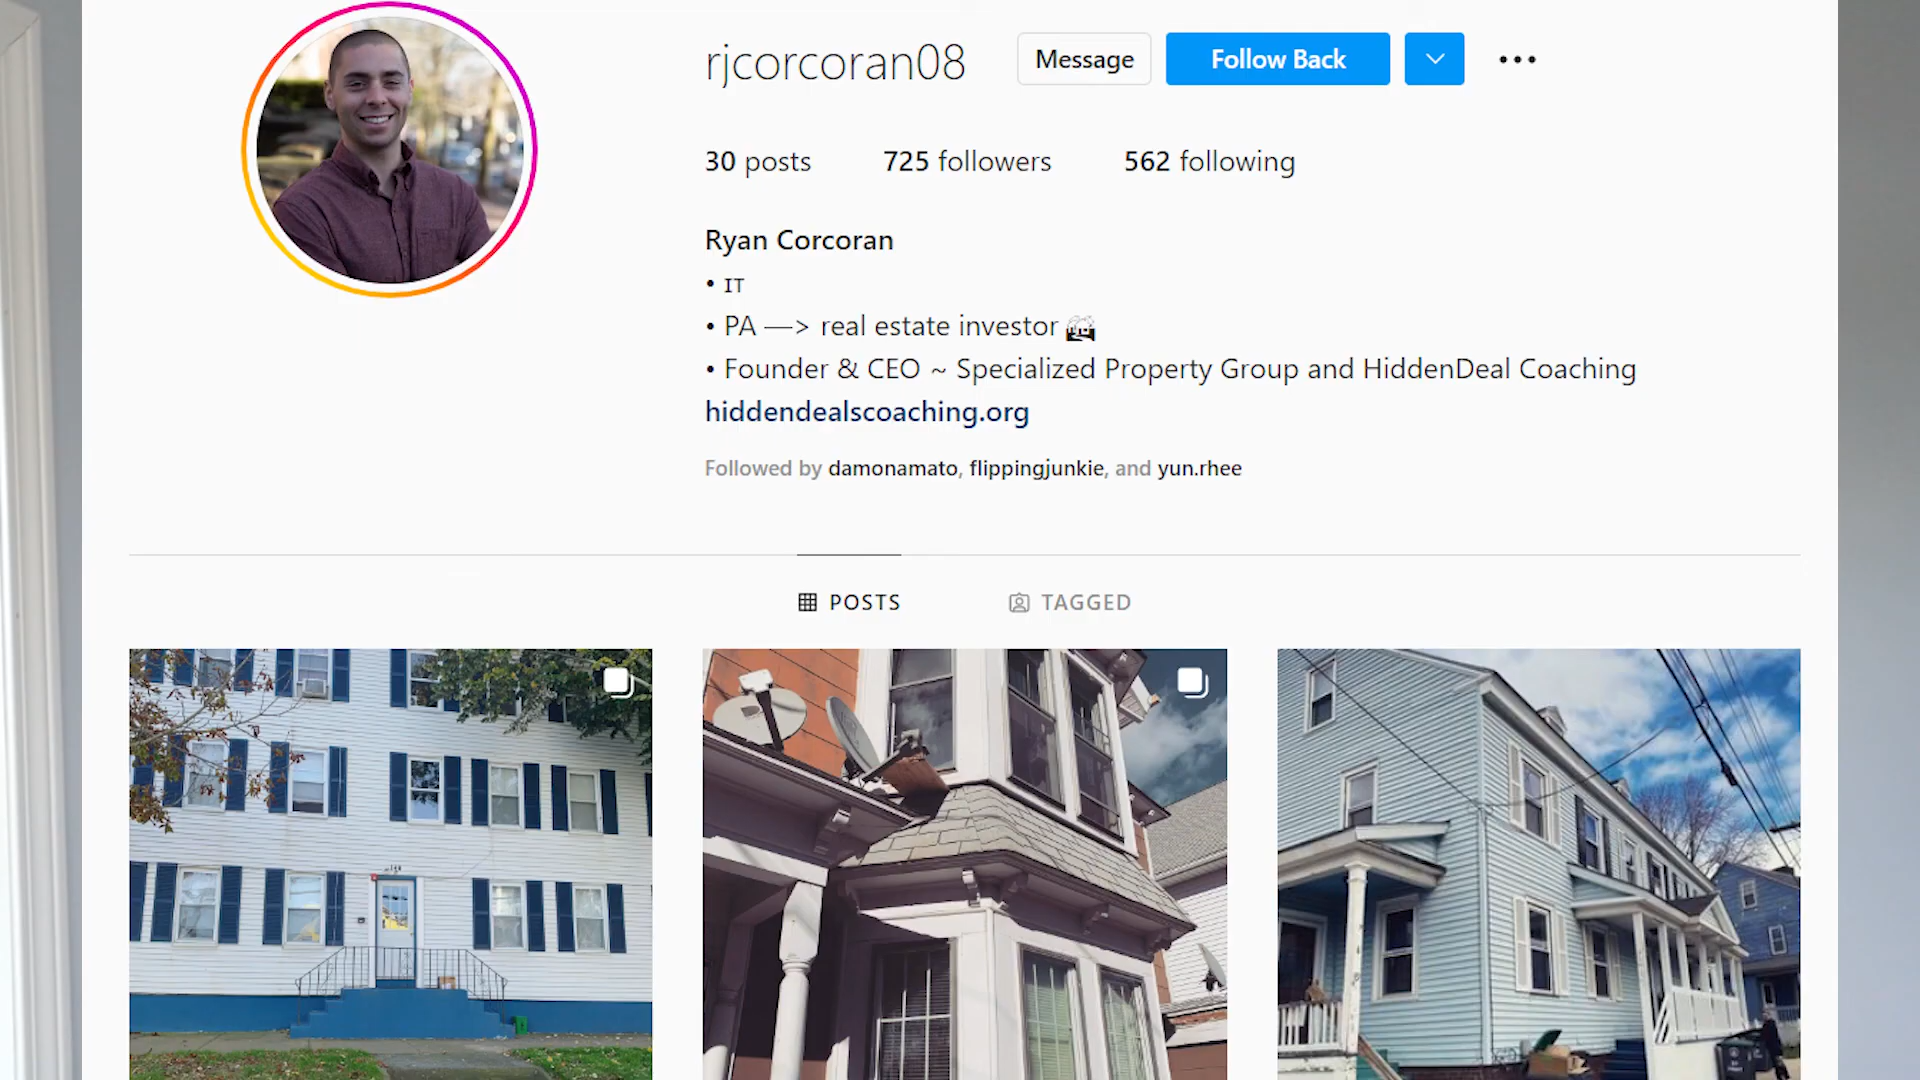 rjcorcoran08 Message Follow Back
30 posts 725 followers 562 following
Ryan Corcoran
• IT
• PA —> real estate investor
• Founder & CEO ~ Specialized Property Group and HiddenDeal Coaching
hiddendealscoaching.org
Followed by damonamato, flippingjunkie, and yun.rhee
POSTS TAGGED